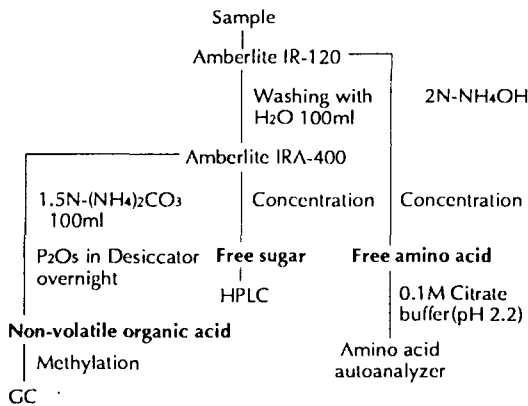 Sample
Amberlite IR-120
Washing with
H₂O 100ml
2N-NH₄OH
Amberlite IRA-400
1.5N-(NH₄)₂CO₃
100ml
Concentration
Concentration
P₂O₅ in Desiccator
overnight
Free sugar
Free amino acid
HPLC
0.1M Citrate
buffer(pH 2.2)
Non-volatile organic acid
Methylation
Amino acid
autoanalyzer
GC